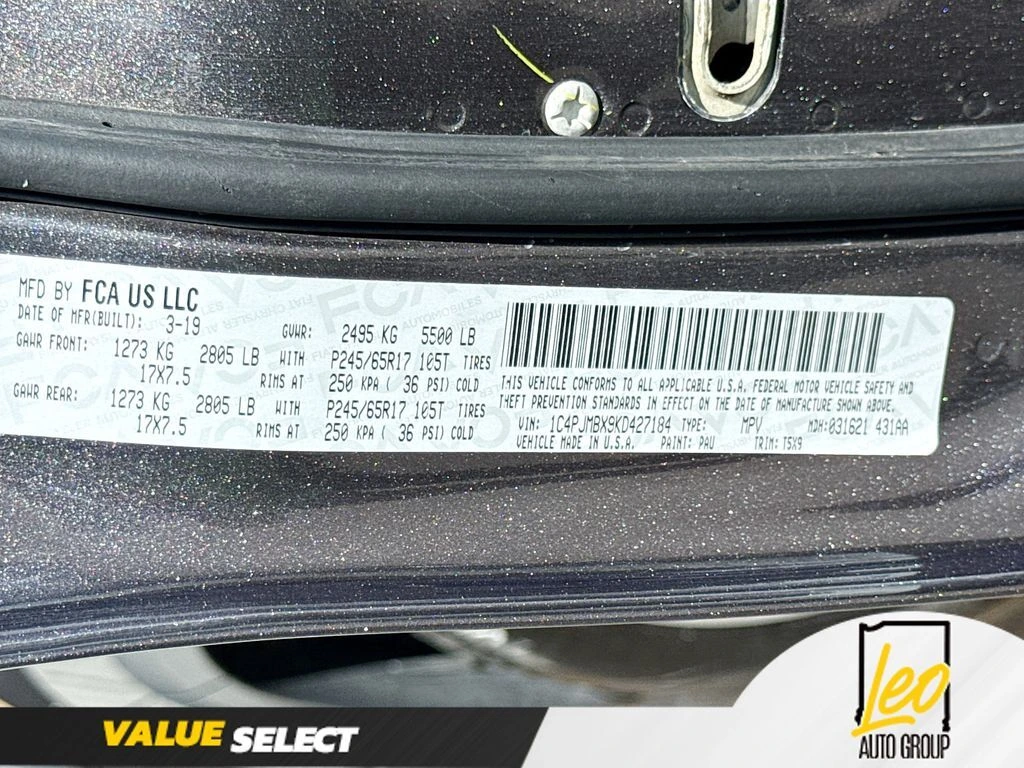 MFD BY FCA US LLC
DATE OF MFR(BUILT): 3-19
GVWR: 2495 KG 5500 LB
GAWR FRONT: 1273 KG 2805 LB WITH P245/65R17 105T TIRES
17X7.5 RIMS AT 250 KPA ( 36 PSI) COLD
GAWR REAR: 1273 KG 2805 LB WITH P245/65R17 105T TIRES
17X7.5 RIMS AT 250 KPA ( 36 PSI) COLD
THIS VEHICLE CONFORMS TO ALL APPLICABLE U.S.A. FEDERAL MOTOR VEHICLE SAFETY AND
THEFT PREVENTION STANDARDS IN EFFECT ON THE DATE OF MANUFACTURE SHOWN ABOVE.
VIN: 1C4PJMBX9KD427184 TYPE: MPV MDH:031621 431AA
VEHICLE MADE IN U.S.A. PAINT: PAU TRIM: T5X9
VALUE SELECT
Leo
AUTO GROUP